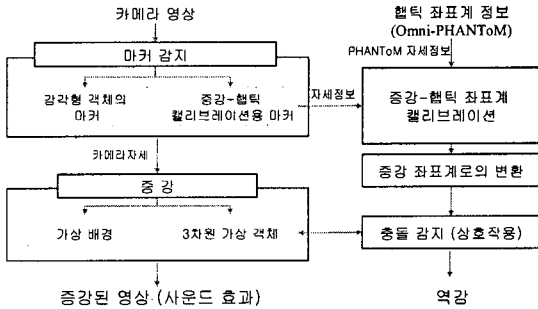 카메라 영상
마커 감지
감각형 객체의
마커
증강-햅틱
캘리브레이션용 마커
카메라자세
증 강
가상 배경
3차원 가상 객체
증강된 영상 (사운드 효과)
햅틱 좌표계 정보
(Omni-PHANToM)
PHANToM 자세정보
자세정보
증강-햅틱 좌표계
캘리브레이션
증강 좌표계로의 변환
충돌 감지 (상호작용)
역감